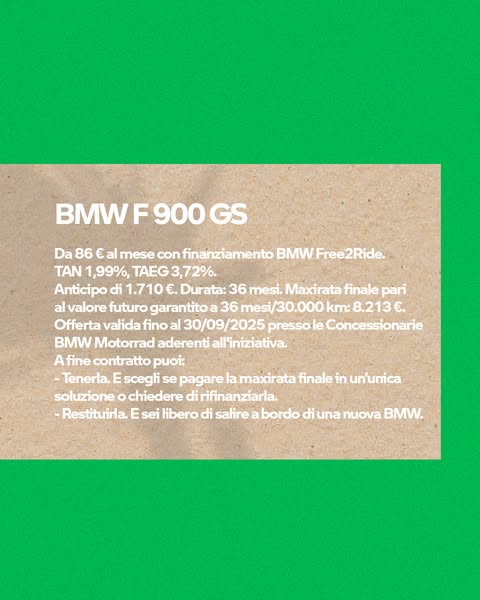 BMW F 900 GS
Da 86 € al mese con finanziamento BMW Free2Ride.
TAN 1,99%, TAEG 3,72%.
Anticipo di 1.710 €. Durata: 36 mesi. Maxirata finale pari
al valore futuro garantito a 36 mesi/30.000 km: 8.213 €.
Offerta valida fino al 30/09/2025 presso le Concessionarie
BMW Motorrad aderenti all'iniziativa.
A fine contratto puoi:
- Tenerla. E scegli se pagare la maxirata finale in un'unica
soluzione o chiedere di rifinanziarla.
- Restituirla. E sei libero di salire a bordo di una nuova BMW.